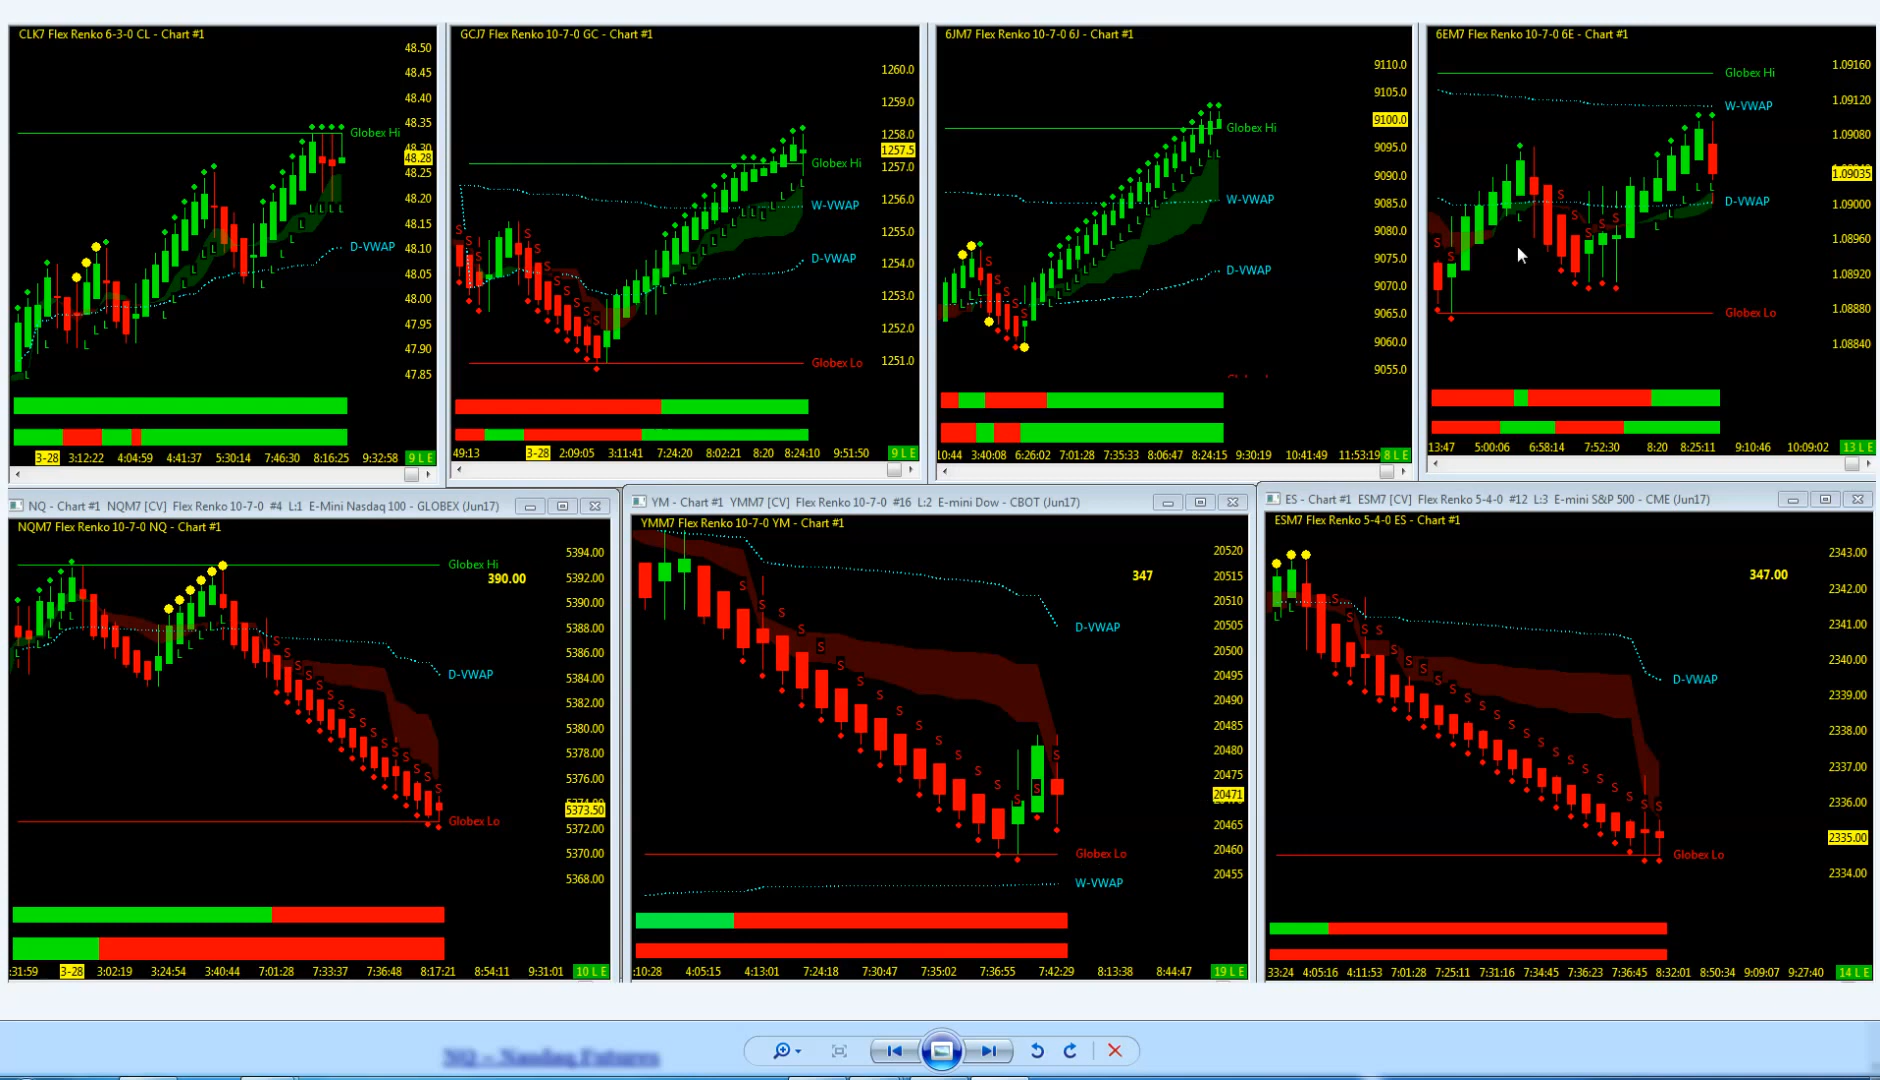 CLK7 Flex Renko 6-3-0 CL - Chart #1
48.50
48.45
48.40
48.35
48.30
48.28
48.25
48.20
48.15
48.10
48.05
48.00
47.95
47.90
47.85
Globex Hi
D-VWAP
3-28 3:12:22 4:04:59 4:41:37 5:30:14 7:46:30 8:16:25 9:32:58 9 L E
GCJ7 Flex Renko 10-7-0 GC - Chart #1
1260.0
1259.0
1258.0
1257.5
1257.0
1256.0
1255.0
1254.0
1253.0
1252.0
1251.0
Globex Hi
W-VWAP
D-VWAP
Globex Lo
49:13 3-28 2:09:05 3:11:41 7:24:20 8:02:21 8:20 8:24:10 9:51:50 9 L E
6JM7 Flex Renko 10-7-0 6J - Chart #1
9110.0
9105.0
9100.0
9095.0
9090.0
9085.0
9080.0
9075.0
9070.0
9065.0
9060.0
9055.0
Globex Hi
W-VWAP
D-VWAP
10:44 3:40:08 6:26:02 7:01:28 7:35:33 8:06:47 8:24:15 9:30:19 10:41:49 11:53:19 8 L E
6EM7 Flex Renko 10-7-0 6E - Chart #1
1.09160
1.09120
1.09080
1.09035
1.09000
1.08960
1.08920
1.08880
1.08840
Globex Hi
W-VWAP
D-VWAP
Globex Lo
13:47 5:00:06 6:58:14 7:52:30 8:20 8:25:11 9:10:46 10:09:02 13 L E
NQ - Chart #1 NQM7 [CV] Flex Renko 10-7-0 #4 L:1 E-Mini Nasdaq 100 - GLOBEX (Jun17)
NQM7 Flex Renko 10-7-0 NQ - Chart #1
5394.00
5392.00
5390.00
5388.00
5386.00
5384.00
5382.00
5380.00
5378.00
5376.00
5373.50
5372.00
5370.00
5368.00
Globex Hi
390.00
D-VWAP
Globex Lo
:31:59 3-28 3:02:19 3:24:54 3:40:44 7:01:28 7:33:37 7:36:48 8:17:21 8:54:11 9:31:01 10 L E
YM - Chart #1 YMM7 [CV] Flex Renko 10-7-0 #16 L:2 E-mini Dow - CBOT (Jun17)
YMM7 Flex Renko 10-7-0 YM - Chart #1
20520
20515
20510
20505
20500
20495
20490
20485
20480
20475
20471
20465
20460
20455
347
D-VWAP
Globex Lo
W-VWAP
:10:28 4:05:15 4:13:01 7:24:18 7:30:47 7:35:02 7:36:55 7:42:29 8:13:38 8:44:47 19 L E
ES - Chart #1 ESM7 [CV] Flex Renko 5-4-0 #12 L:3 E-mini S&P 500 - CME (Jun17)
ESM7 Flex Renko 5-4-0 ES - Chart #1
2343.00
2342.00
2341.00
2340.00
2339.00
2338.00
2337.00
2336.00
2335.00
2334.00
347.00
D-VWAP
Globex Lo
33:24 4:05:16 4:11:53 7:01:28 7:25:11 7:31:16 7:34:45 7:36:23 7:36:45 8:32:01 8:50:34 9:09:07 9:27:40 14 L E
NQ – Nasdaq Futures